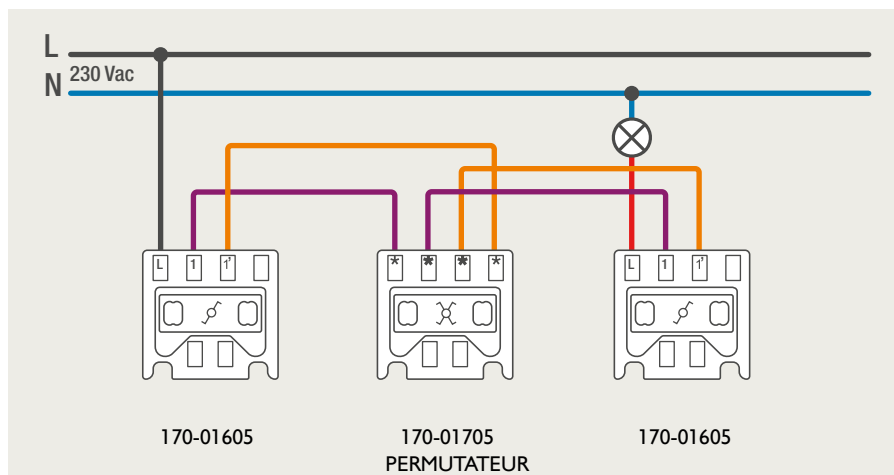 L
230 Vac
N
L 1 1' * * * * L 1 1'
170-01605 170-01705 170-01605
PERMUTATEUR